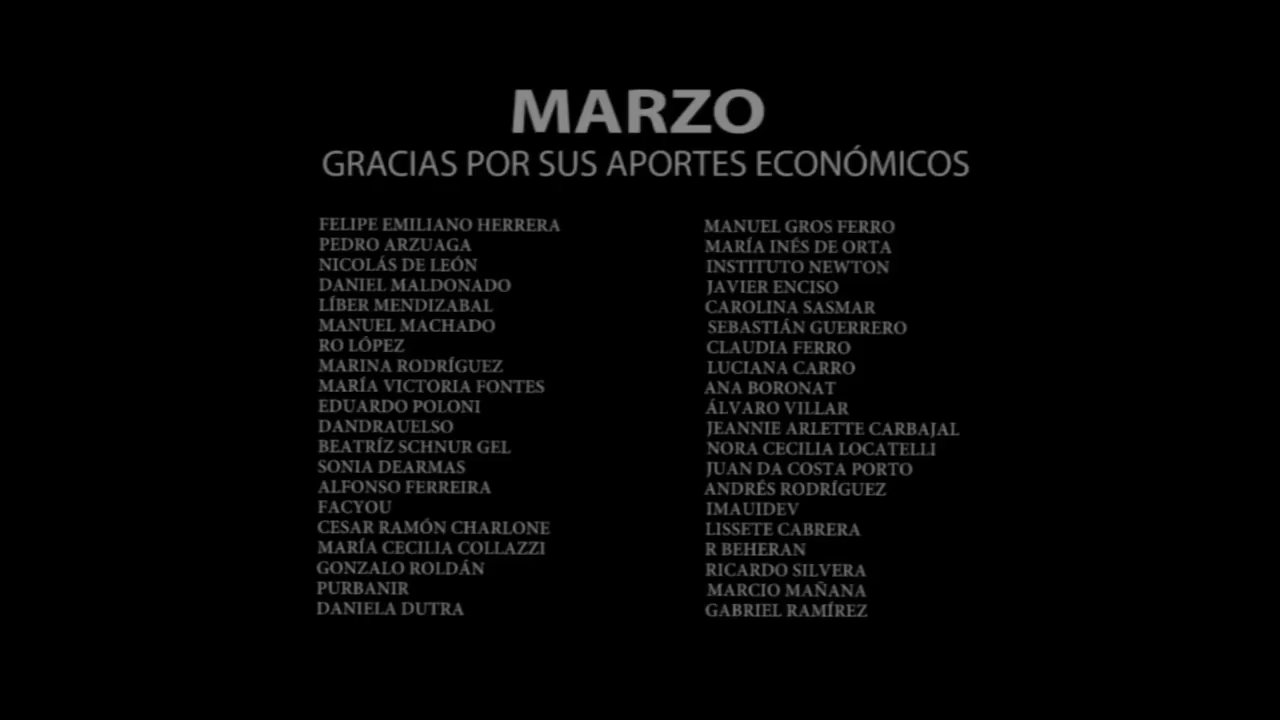 MARZO
GRACIAS POR SUS APORTES ECONÓMICOS
FELIPE EMILIANO HERRERA
PEDRO ARZUAGA
NICOLÁS DE LEÓN
DANIEL MALDONADO
LÍBER MENDIZABAL
MANUEL MACHADO
RO LÓPEZ
MARINA RODRÍGUEZ
MARÍA VICTORIA FONTES
EDUARDO POLONI
DANDRAUELSO
BEATRÍZ SCHNUR GEL
SONIA DEARMAS
ALFONSO FERREIRA
FACYOU
CESAR RAMÓN CHARLONE
MARÍA CECILIA COLLAZZI
GONZALO ROLDÁN
PURBANIR
DANIELA DUTRA
MANUEL GROS FERRO
MARÍA INÉS DE ORTA
INSTITUTO NEWTON
JAVIER ENCISO
CAROLINA SASMAR
SEBASTIÁN GUERRERO
CLAUDIA FERRO
LUCIANA CARRO
ANA BORONAT
ÁLVARO VILLAR
JEANNIE ARLETTE CARBAJAL
NORA CECILIA LOCATELLI
JUAN DA COSTA PORTO
ANDRÉS RODRÍGUEZ
IMAUIDEV
LISSETE CABRERA
R BEHERAN
RICARDO SILVERA
MARCIO MAÑANA
GABRIEL RAMÍREZ